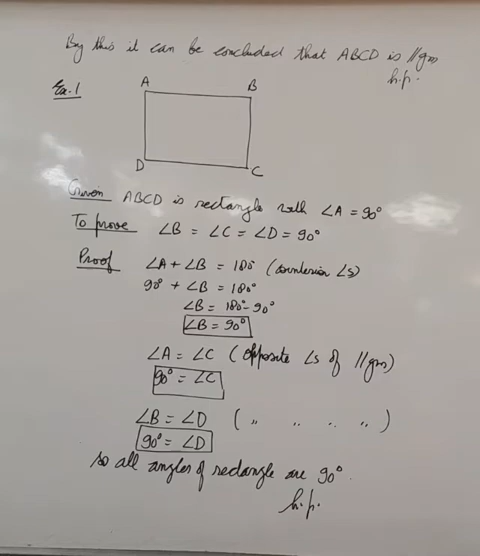 By this it can be concluded that ABCD is //gm
h.p.
Ex.1
A B
D C
Given ABCD is rectangle with ∠A = 90°
To prove ∠B = ∠C = ∠D = 90°
Proof ∠A + ∠B = 180° (cointerior ∠s)
90° + ∠B = 180°
∠B = 180° - 90°
∠B = 90°
∠A = ∠C (opposite ∠s of //gm)
90° = ∠C
∠B = ∠D ( " " " " )
90° = ∠D
so all angles of rectangle are 90°.
h.p.